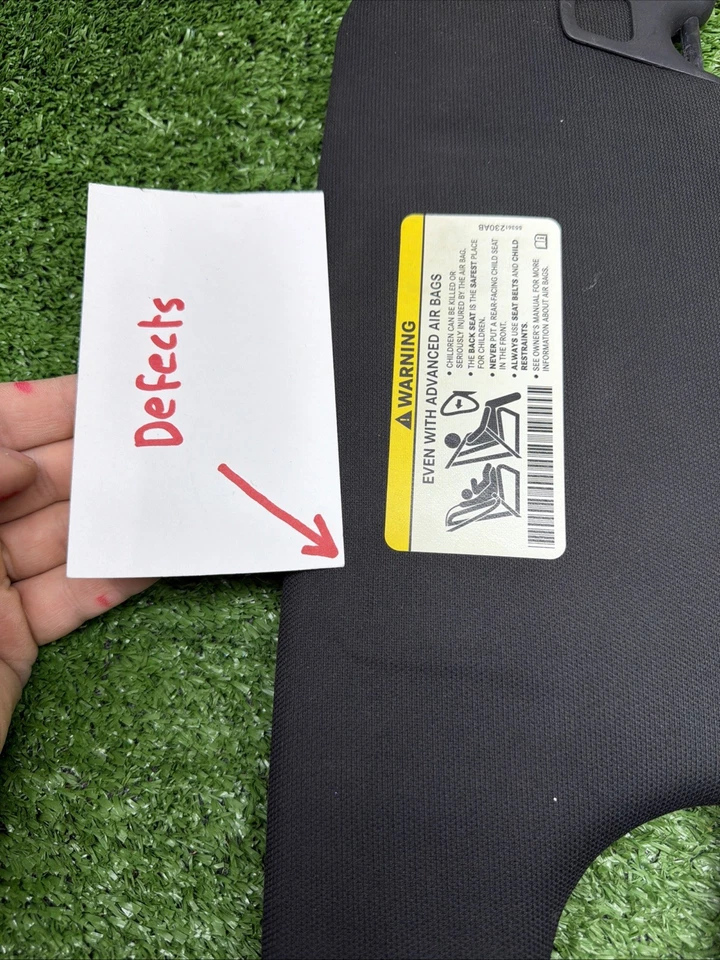 Defects
WARNING
EVEN WITH ADVANCED AIR BAGS
• CHILDREN CAN BE KILLED OR
SERIOUSLY INJURED BY THE AIR BAG.
• THE BACK SEAT IS THE SAFEST PLACE
FOR CHILDREN.
• NEVER PUT A REAR-FACING CHILD SEAT
IN THE FRONT.
• ALWAYS USE SEAT BELTS AND CHILD
RESTRAINTS.
• SEE OWNER'S MANUAL FOR MORE
INFORMATION ABOUT AIR BAGS.